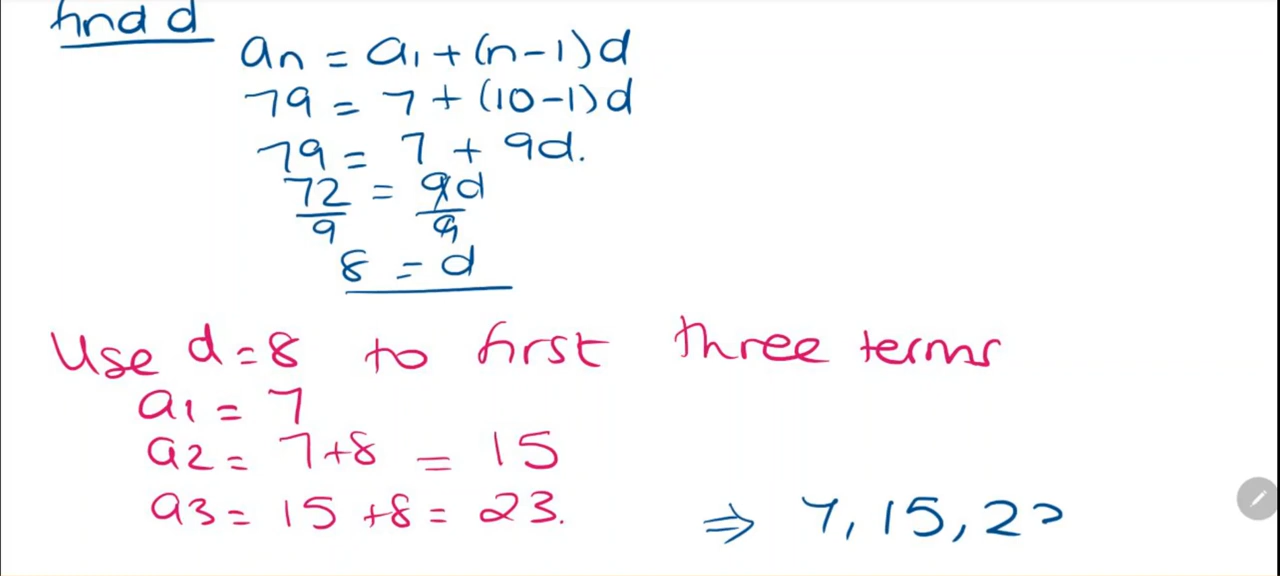 find d
an = a1 + (n-1)d
79 = 7 + (10-1)d
79 = 7 + 9d.
72/9 = 9d/9
8 = d
Use d=8 to first three terms
a1 = 7
a2 = 7+8 = 15
a3 = 15 +8 = 23.
⇒ 7, 15, 2